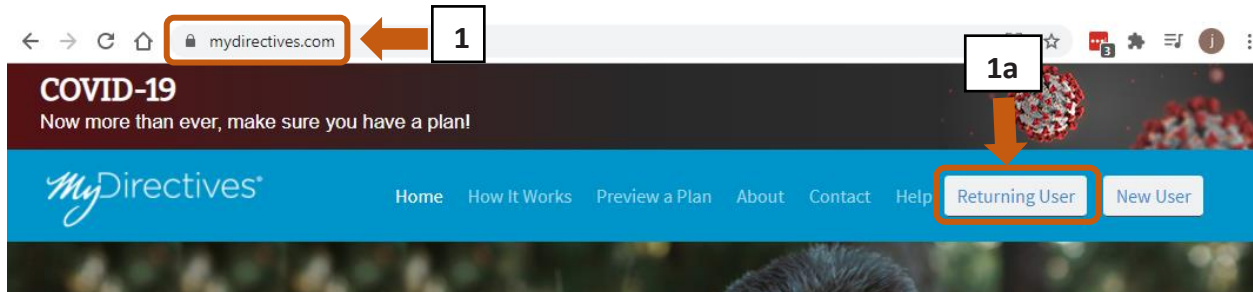 1
mydirectives.com
1a
3
j
COVID-19
Now more than ever, make sure you have a plan!
MyDirectives®
Home How It Works Preview a Plan About Contact Help Returning User New User